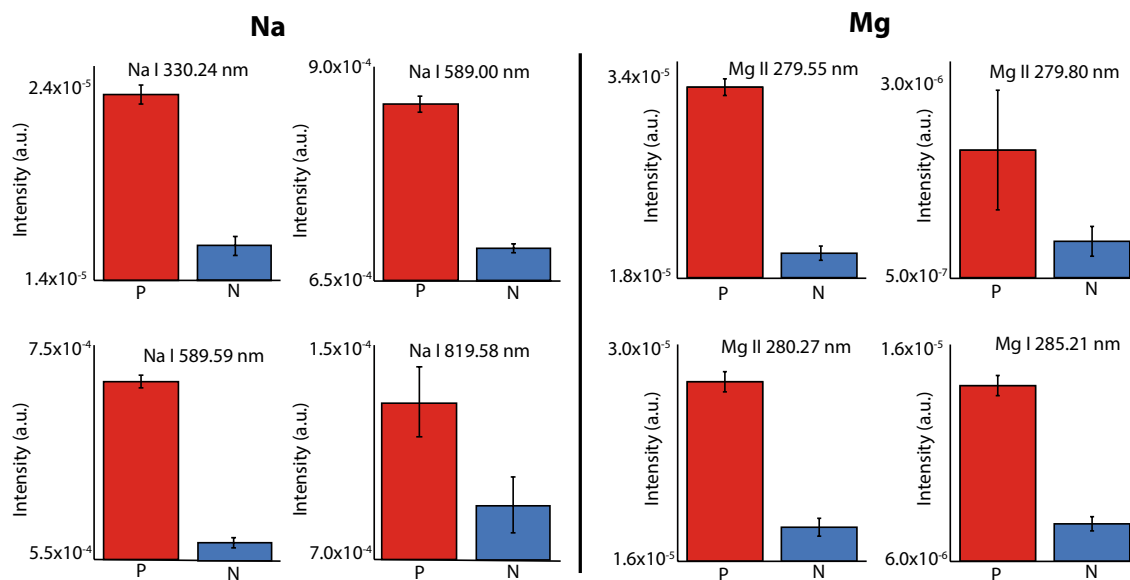 Na
Na I 330.24 nm
2.4x10⁻⁵
Intensity (a.u.)
1.4x10⁻⁵
P N
Na I 589.00 nm
9.0x10⁻⁴
Intensity (a.u.)
6.5x10⁻⁴
P N
Na I 589.59 nm
7.5x10⁻⁴
Intensity (a.u.)
5.5x10⁻⁴
P N
Na I 819.58 nm
1.5x10⁻⁴
Intensity (a.u.)
7.0x10⁻⁴
P N
Mg
Mg II 279.55 nm
3.4x10⁻⁵
Intensity (a.u.)
1.8x10⁻⁵
P N
Mg II 279.80 nm
3.0x10⁻⁶
Intensity (a.u.)
5.0x10⁻⁷
P N
Mg II 280.27 nm
3.0x10⁻⁵
Intensity (a.u.)
1.6x10⁻⁵
P N
Mg I 285.21 nm
1.6x10⁻⁵
Intensity (a.u.)
6.0x10⁻⁶
P N